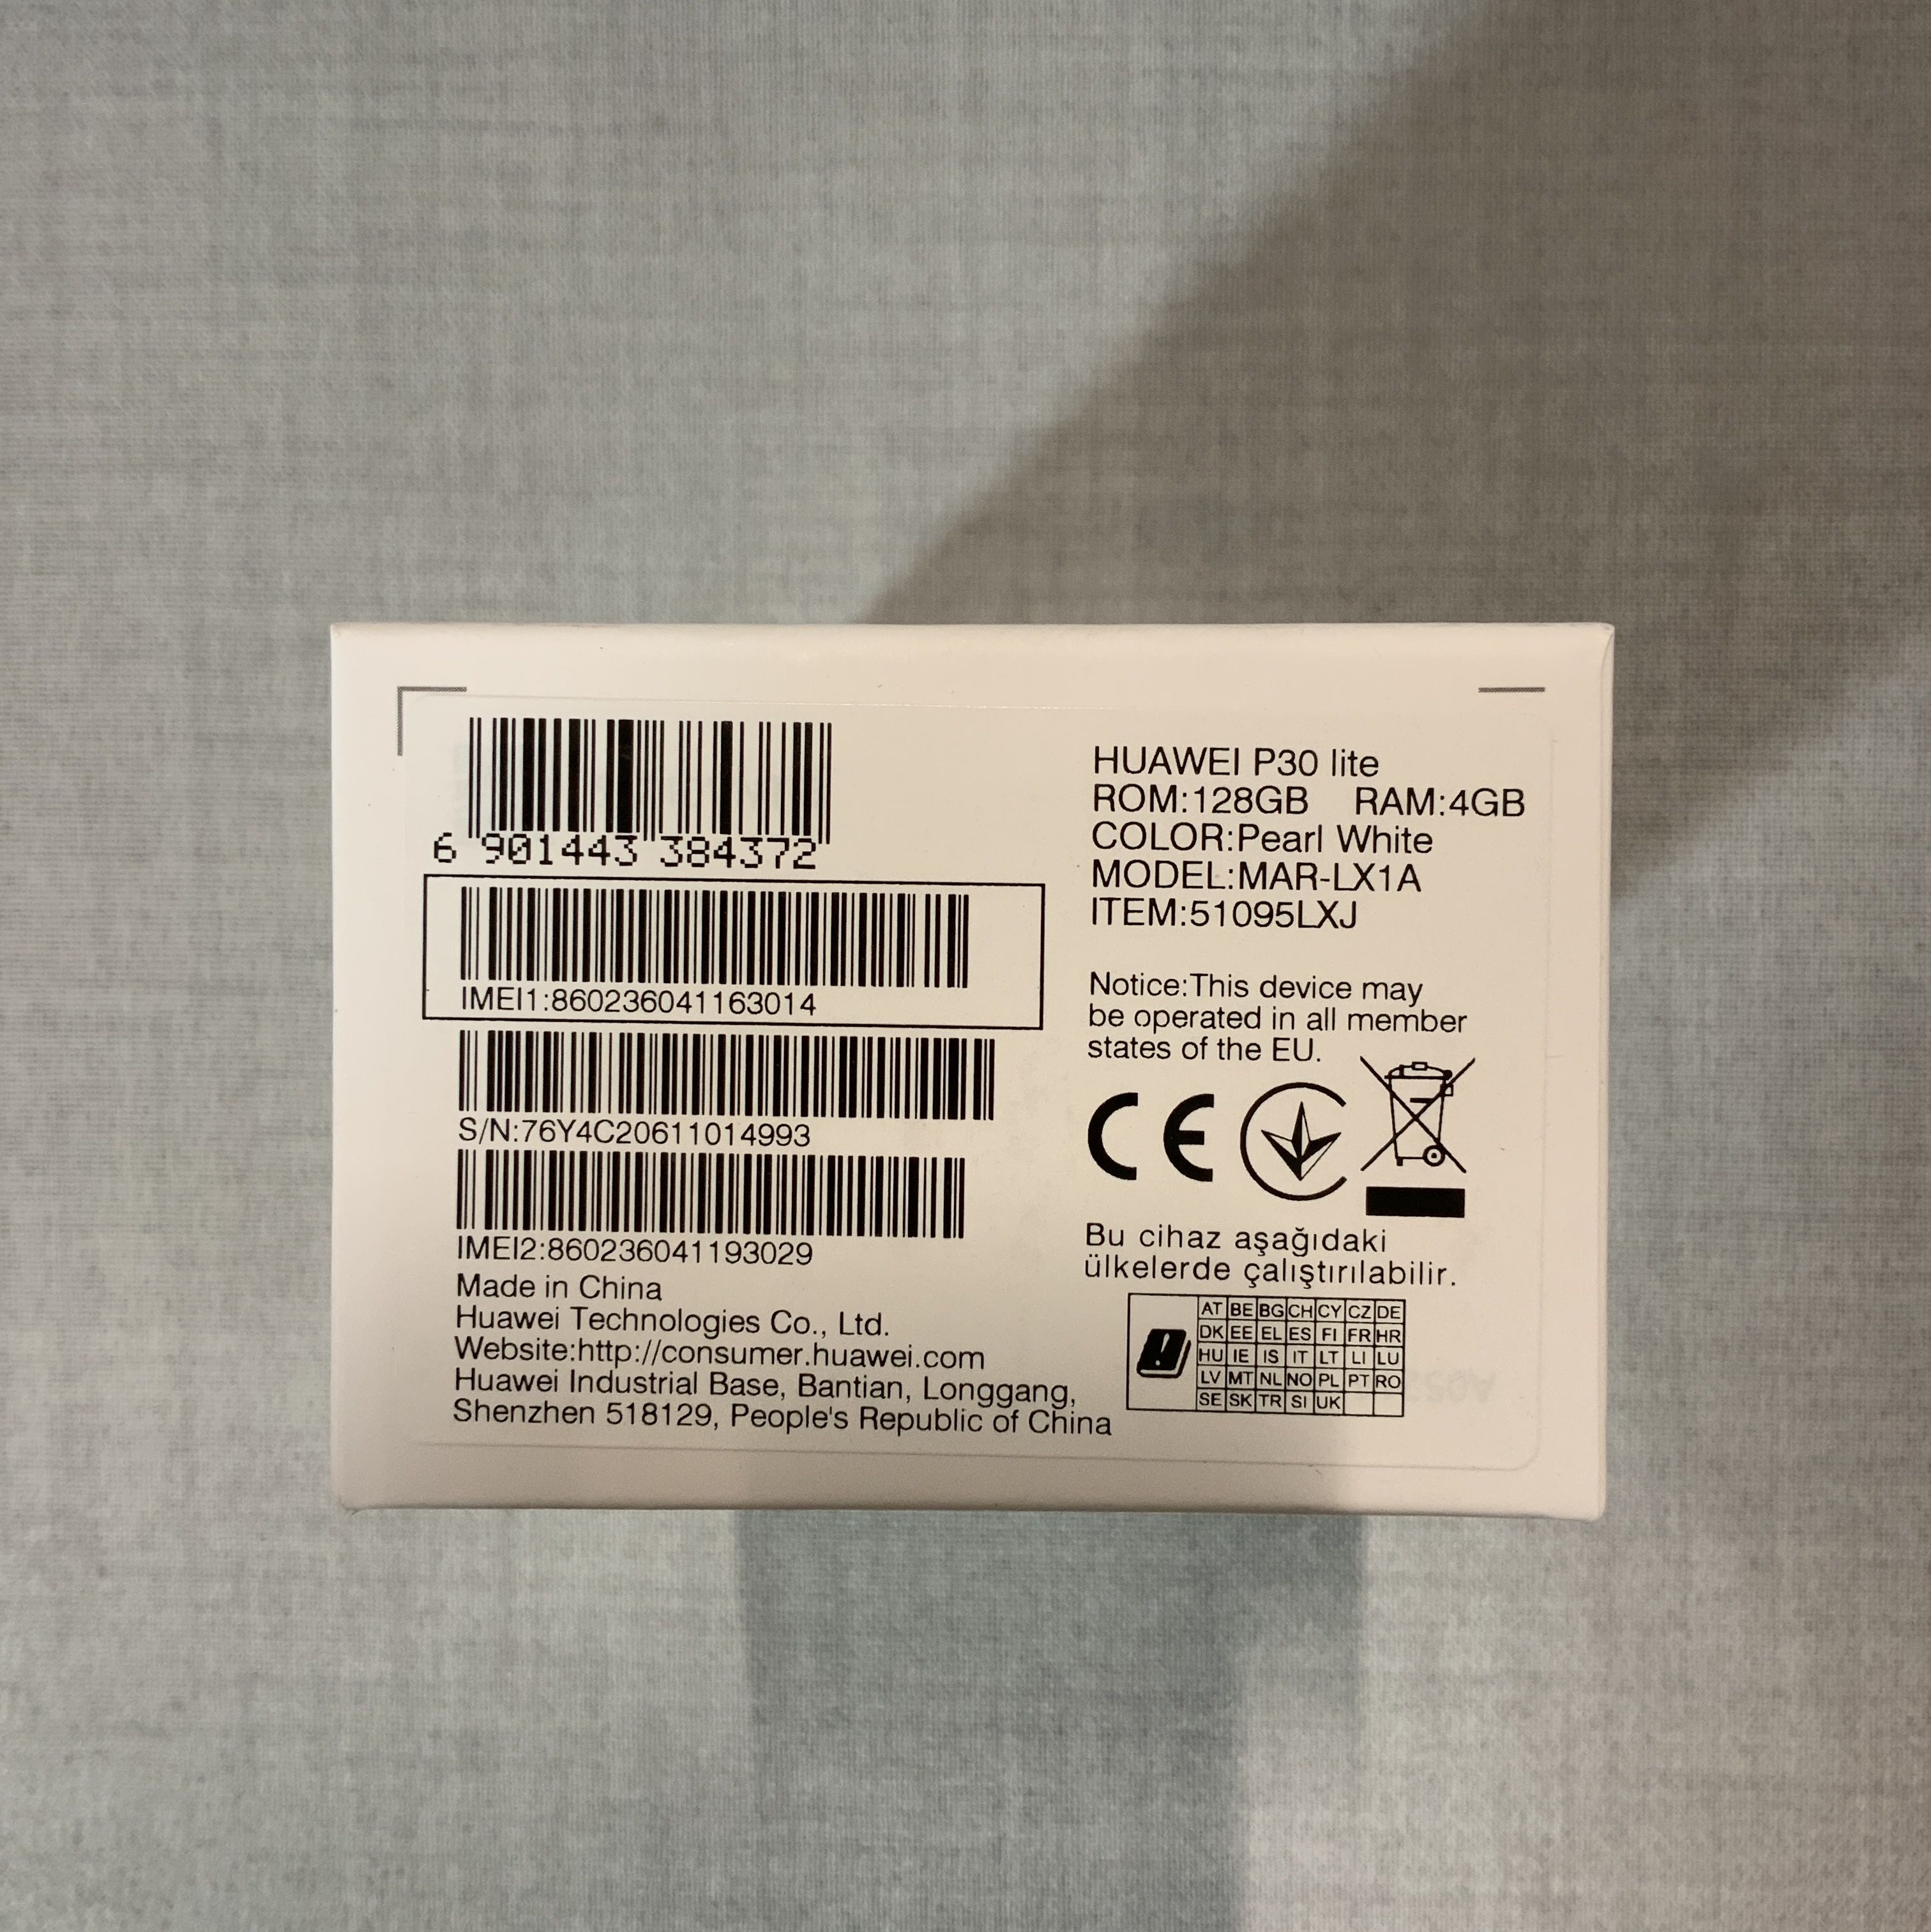 6 901443 384372
IMEI1:860236041163014
S/N:76Y4C20611014993
IMEI2:860236041193029
Made in China
Huawei Technologies Co., Ltd.
Website:http://consumer.huawei.com
Huawei Industrial Base, Bantian, Longgang,
Shenzhen 518129, People's Republic of China
HUAWEI P30 lite
ROM:128GB RAM:4GB
COLOR:Pearl White
MODEL:MAR-LX1A
ITEM:51095LXJ
Notice:This device may
be operated in all member
states of the EU.
CE
Bu cihaz aşağıdaki
ülkelerde çalıştırılabilir.
AT BE BG CH CY CZ DE
DK EE EL ES FI FR HR
HU IE IS IT LT LI LU
LV MT NL NO PL PT RO
SE SK TR SI UK